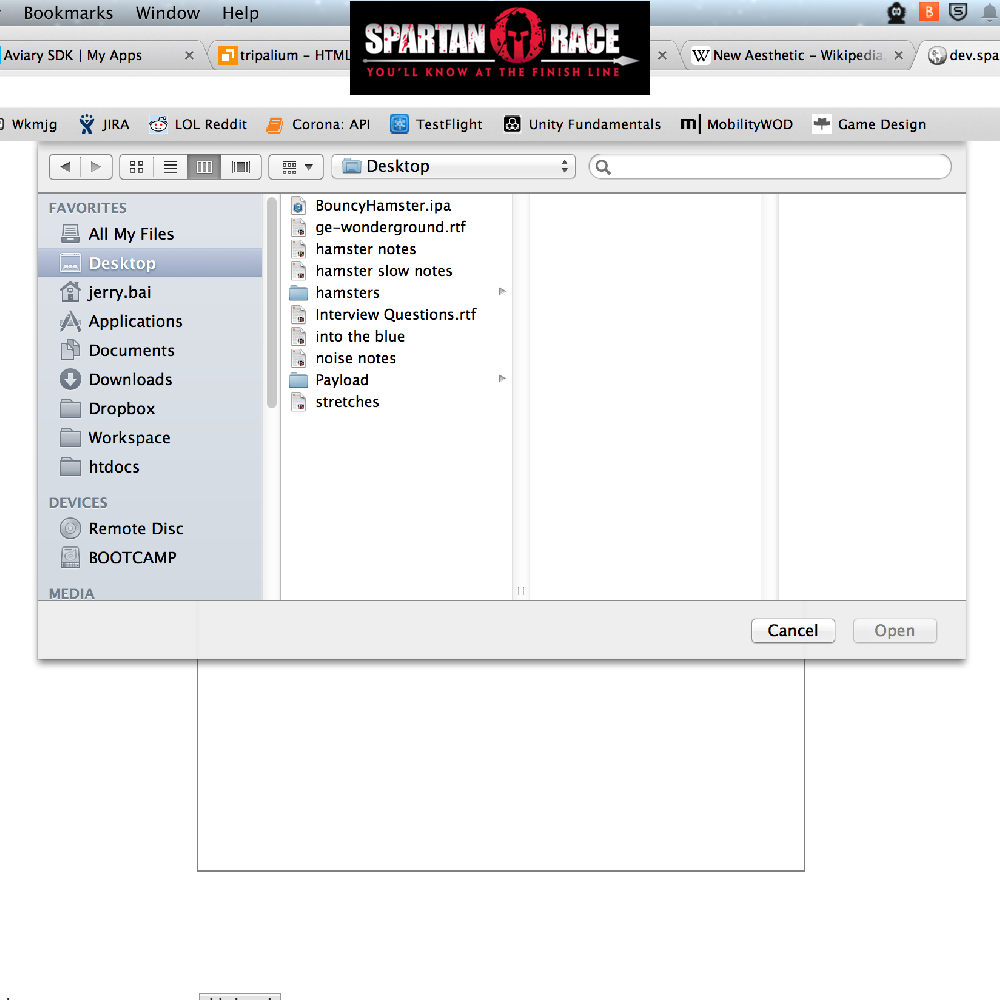 Bookmarks Window Help
SPARTAN RACE
YOU'LL KNOW AT THE FINISH LINE
Aviary SDK | My Apps tripalium – HTML New Aesthetic – Wikipedia, dev.spa
Wkmjg JIRA LOL Reddit Corona: API TestFlight Unity Fundamentals m| MobilityWOD Game Design
Desktop
FAVORITES
All My Files
Desktop
jerry.bai
Applications
Documents
Downloads
Dropbox
Workspace
htdocs
DEVICES
Remote Disc
BOOTCAMP
MEDIA
BouncyHamster.ipa
ge-wonderground.rtf
hamster notes
hamster slow notes
hamsters
Interview Questions.rtf
into the blue
noise notes
Payload
stretches
Cancel Open